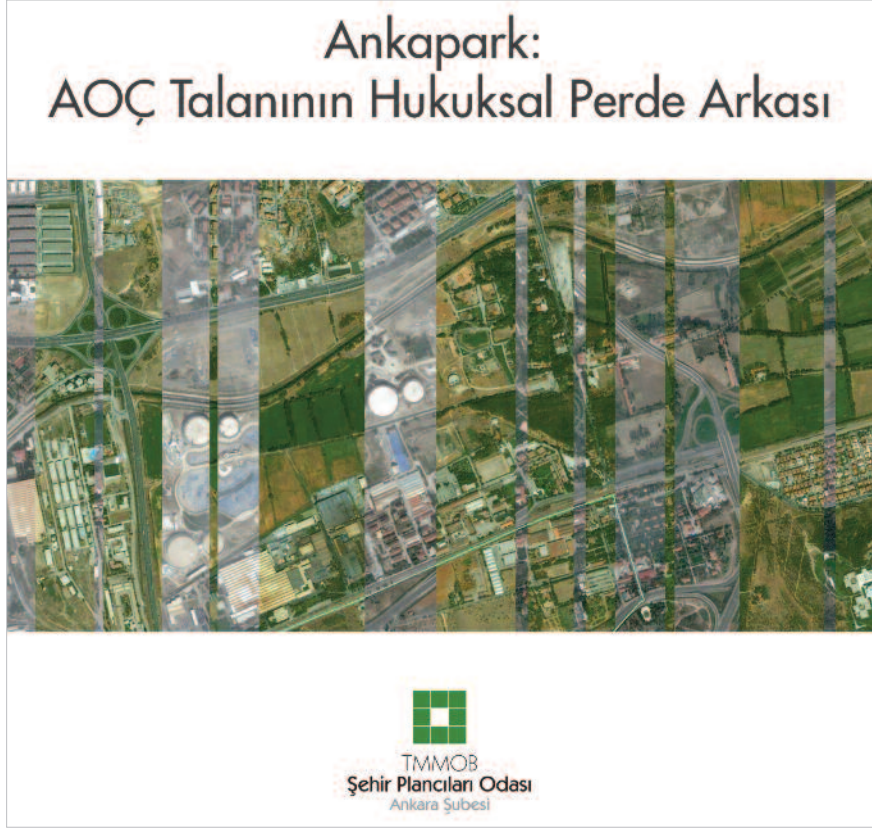 Ankapark:
AOÇ Talanının Hukuksal Perde Arkası
TMMOB
Şehir Plancıları Odası
Ankara Şubesi